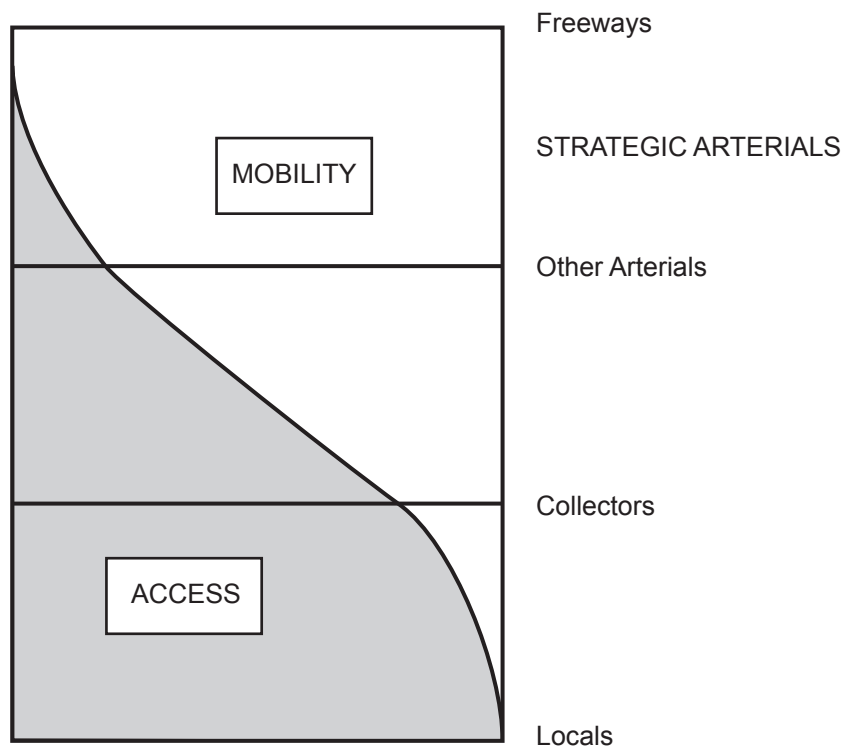 Freeways
STRATEGIC ARTERIALS
MOBILITY
Other Arterials
Collectors
ACCESS
Locals